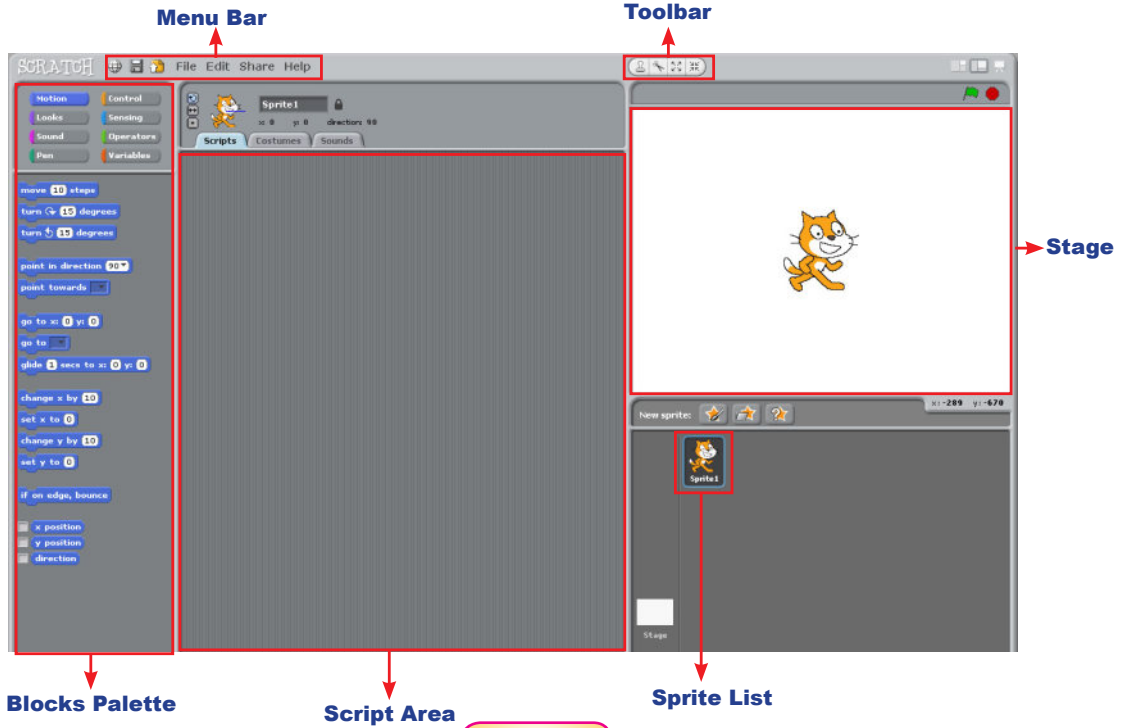 Menu Bar
Toolbar
SCRATCH File Edit Share Help
Motion Control
Looks Sensing
Sound Operators
Pen Variables
Sprite1
x: 0 y: 0 direction: 90
Scripts Costumes Sounds
move 10 steps
turn 15 degrees
turn 15 degrees
point in direction 90
point towards
go to x: 0 y: 0
go to
glide 1 secs to x: 0 y: 0
change x by 10
set x to 0
change y by 10
set y to 0
if on edge, bounce
x position
y position
direction
Stage
x: -289 y: -670
New sprite:
Sprite1
Stage
Blocks Palette
Script Area
Sprite List